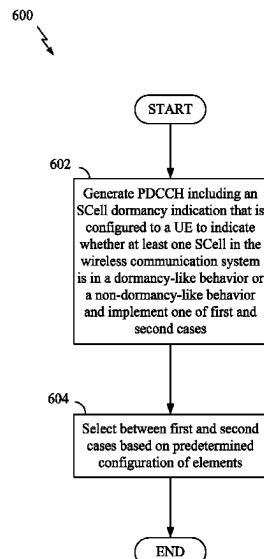 600
START
602
Generate PDCCH including an
SCell dormancy indication that is
configured to a UE to indicate
whether at least one SCell in the
wireless communication system
is in a dormancy-like behavior or
a non-dormancy-like behavior
and implement one of first and
second cases
604
Select between first and second
cases based on predetermined
configuration of elements
END